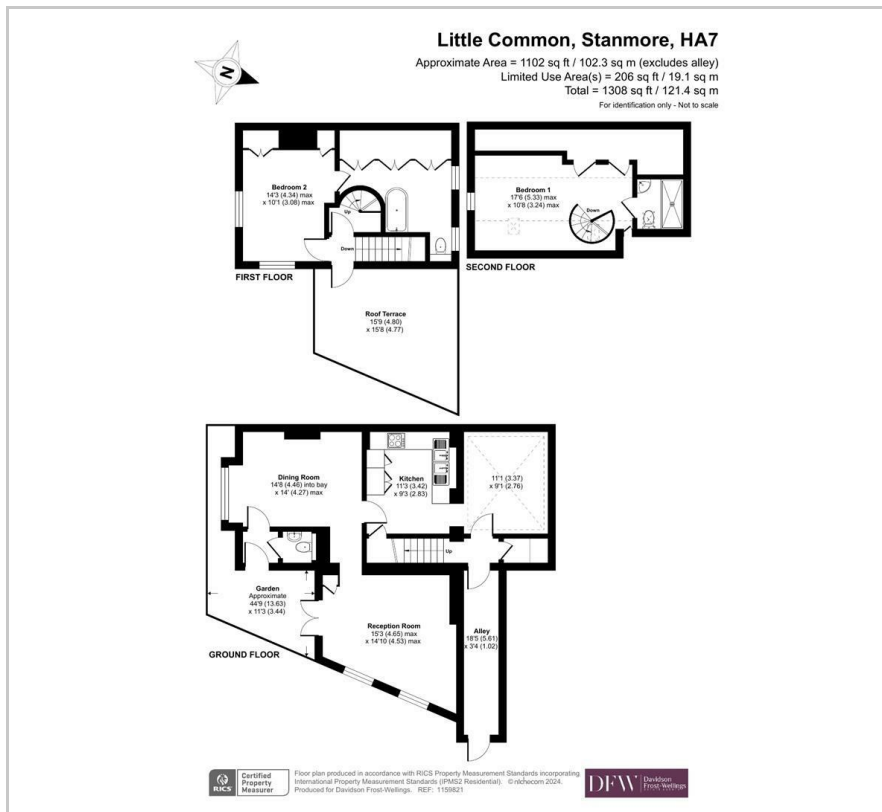 Little Common, Stanmore, HA7
Approximate Area = 1102 sq ft / 102.3 sq m (excludes alley)
Limited Use Area(s) = 206 sq ft / 19.1 sq m
Total = 1308 sq ft / 121.4 sq m
For identification only - Not to scale
N
Bedroom 2
14'3 (4.34) max
x 10'1 (3.08) max
Up
Down
FIRST FLOOR
Bedroom 1
17'6 (5.33) max
x 10'8 (3.24) max
Down
SECOND FLOOR
Roof Terrace
15'9 (4.80)
x 15'8 (4.77)
Dining Room
14'8 (4.46) into bay
x 14' (4.27) max
Kitchen
11'3 (3.42)
x 9'3 (2.83)
11'1 (3.37)
x 9'1 (2.76)
Up
Garden
Approximate
44'9 (13.63)
x 11'3 (3.44)
Reception Room
15'3 (4.65) max
x 14'10 (4.53) max
Alley
18'5 (5.61)
x 3'4 (1.02)
GROUND FLOOR
RICS
Certified
Property
Measurer
Floor plan produced in accordance with RICS Property Measurement Standards incorporating
International Property Measurement Standards (IPMS2 Residential). © nichecom 2024.
Produced for Davidson Frost-Wellings. REF: 1159821
DFW
Davidson
Frost-Wellings